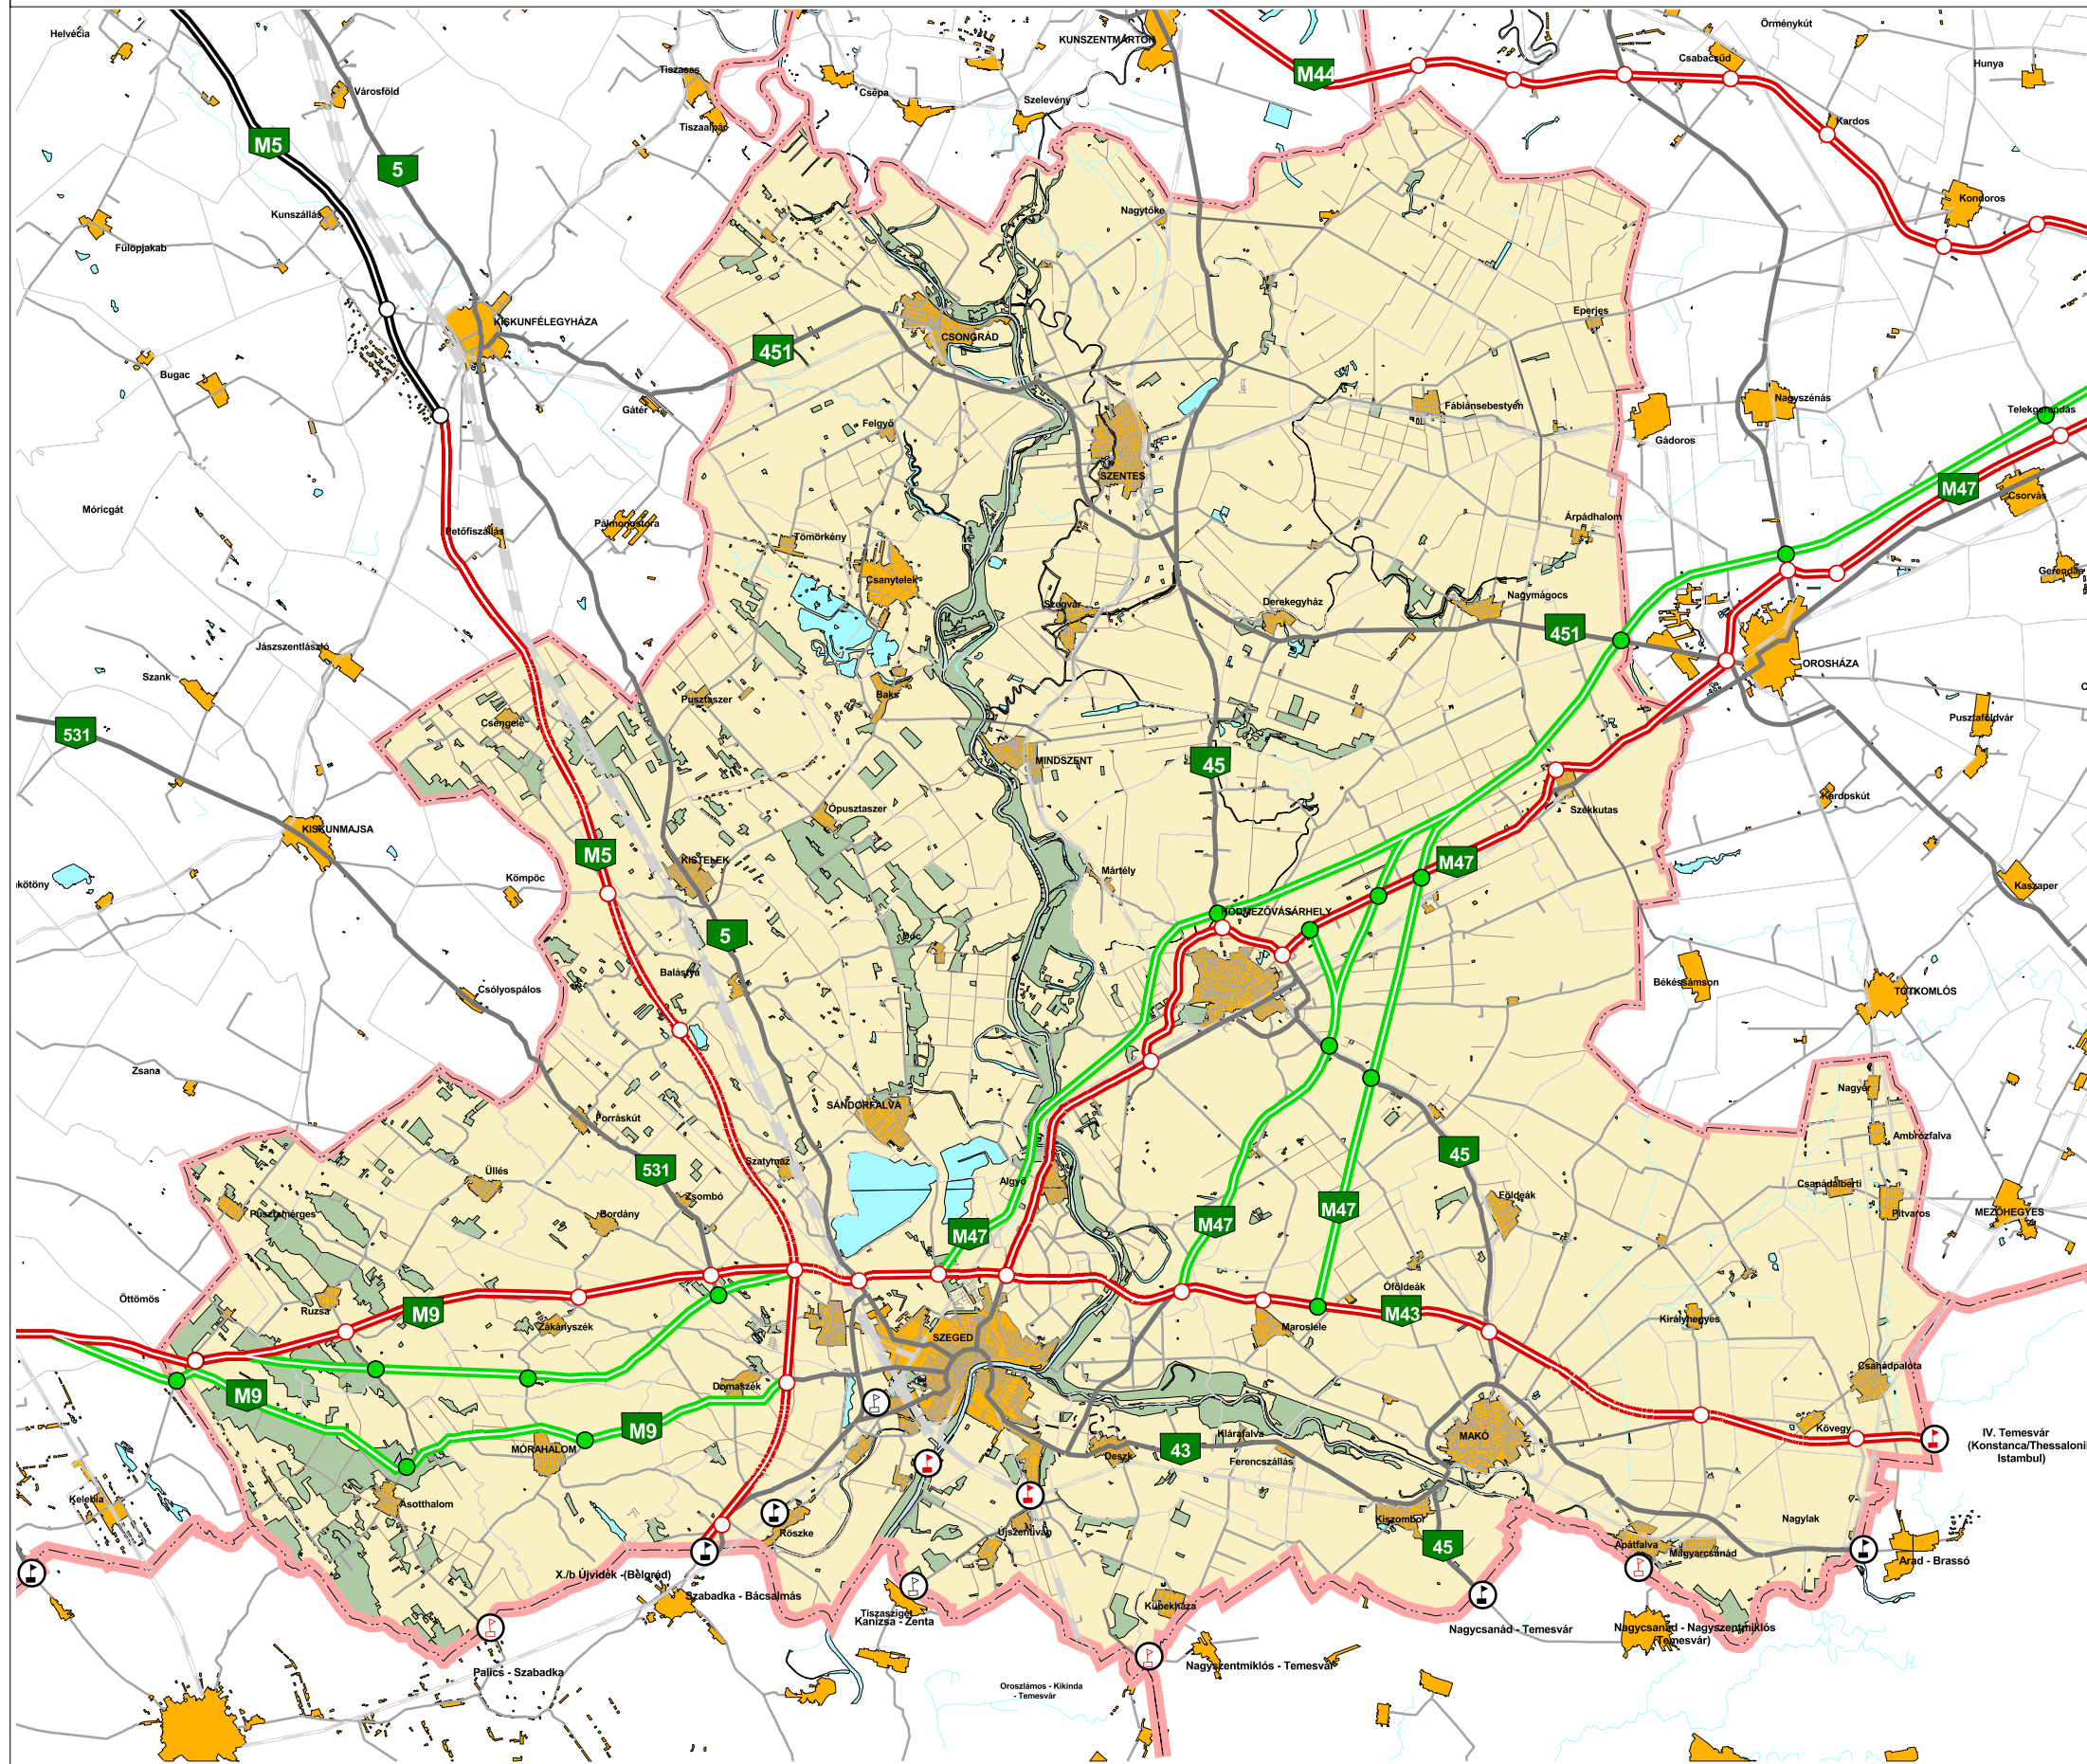 Helvécia
KUNSZENTMÁRTON
Örménykút
Csabacsűd
Hunya
Tiszasas
Csépa
M44
Városföld
Szelevény
Tiszaalpár
Kardos
M5
5
Kunszállás
Nagytőke
Kondoros
Fülöpjakab
KISKUNFÉLEGYHÁZA
CSONGRÁD
451
Eperjes
Bugac
Gátér
Fábiánsebestyén
Nagyszénás
Telekgerendás
Felgyő
Gádoros
SZENTES
M47
Csorvás
Móricgát
Petőfiszállás
Pálmonostora
Tömörkény
Árpádhalom
Csanytelek
Gerendás
Szegvár
Derekegyház
Nagymágocs
451
Jászszentlászló
Szank
OROSHÁZA
Pusztaszer
Baks
Csengele
531
Pusztaföldvár
MINDSZENT
45
Kardoskút
Székkutas
Ópusztaszer
KISKUNMAJSA
M5
KISTELEK
M47
Kömpöc
Mártély
kötöny
Kaszaper
HÓDMEZŐVÁSÁRHELY
5
Dóc
Balástya
Békéssámson
Csólyospálos
TÓTKOMLÓS
Zsana
Nagyér
SÁNDORFALVA
Forráskút
Ambrózfalva
45
Szatymaz
531
Üllés
Algyő
Csanádalberti
Zsombó
Földeák
Pusztamérges
Bordány
M47
M47
M47
Pitvaros
MEZŐHEGYES
Öttömös
Óföldeák
Ruzsa
M9
Zákányszék
M43
Királyhegyes
SZEGED
Maroslele
Csanádpalota
Domaszék
M9
M9
Kövegy
IV. Temesvár
MÓRAHALOM
43
Klárafalva
MAKÓ
(Konstanca/Thessaloni
Deszk
Ferencszállás
Istambul)
Kelebia
Ásotthalom
Röszke
Újszentiván
Kiszombor
Nagylak
45
Apátfalva
Magyarcsanád
Arad - Brassó
X./b Újvidék -(Belgrád)
Szabadka - Bácsalmás
Kübekháza
Tiszasziget
Kanizsa - Zenta
Nagycsanád - Temesvár
Nagycsanád - Nagyszentmiklós
(Temesvár)
Palics - Szabadka
Nagyszentmiklós - Temesvár
Oroszlámos - Kikinda
- Temesvár